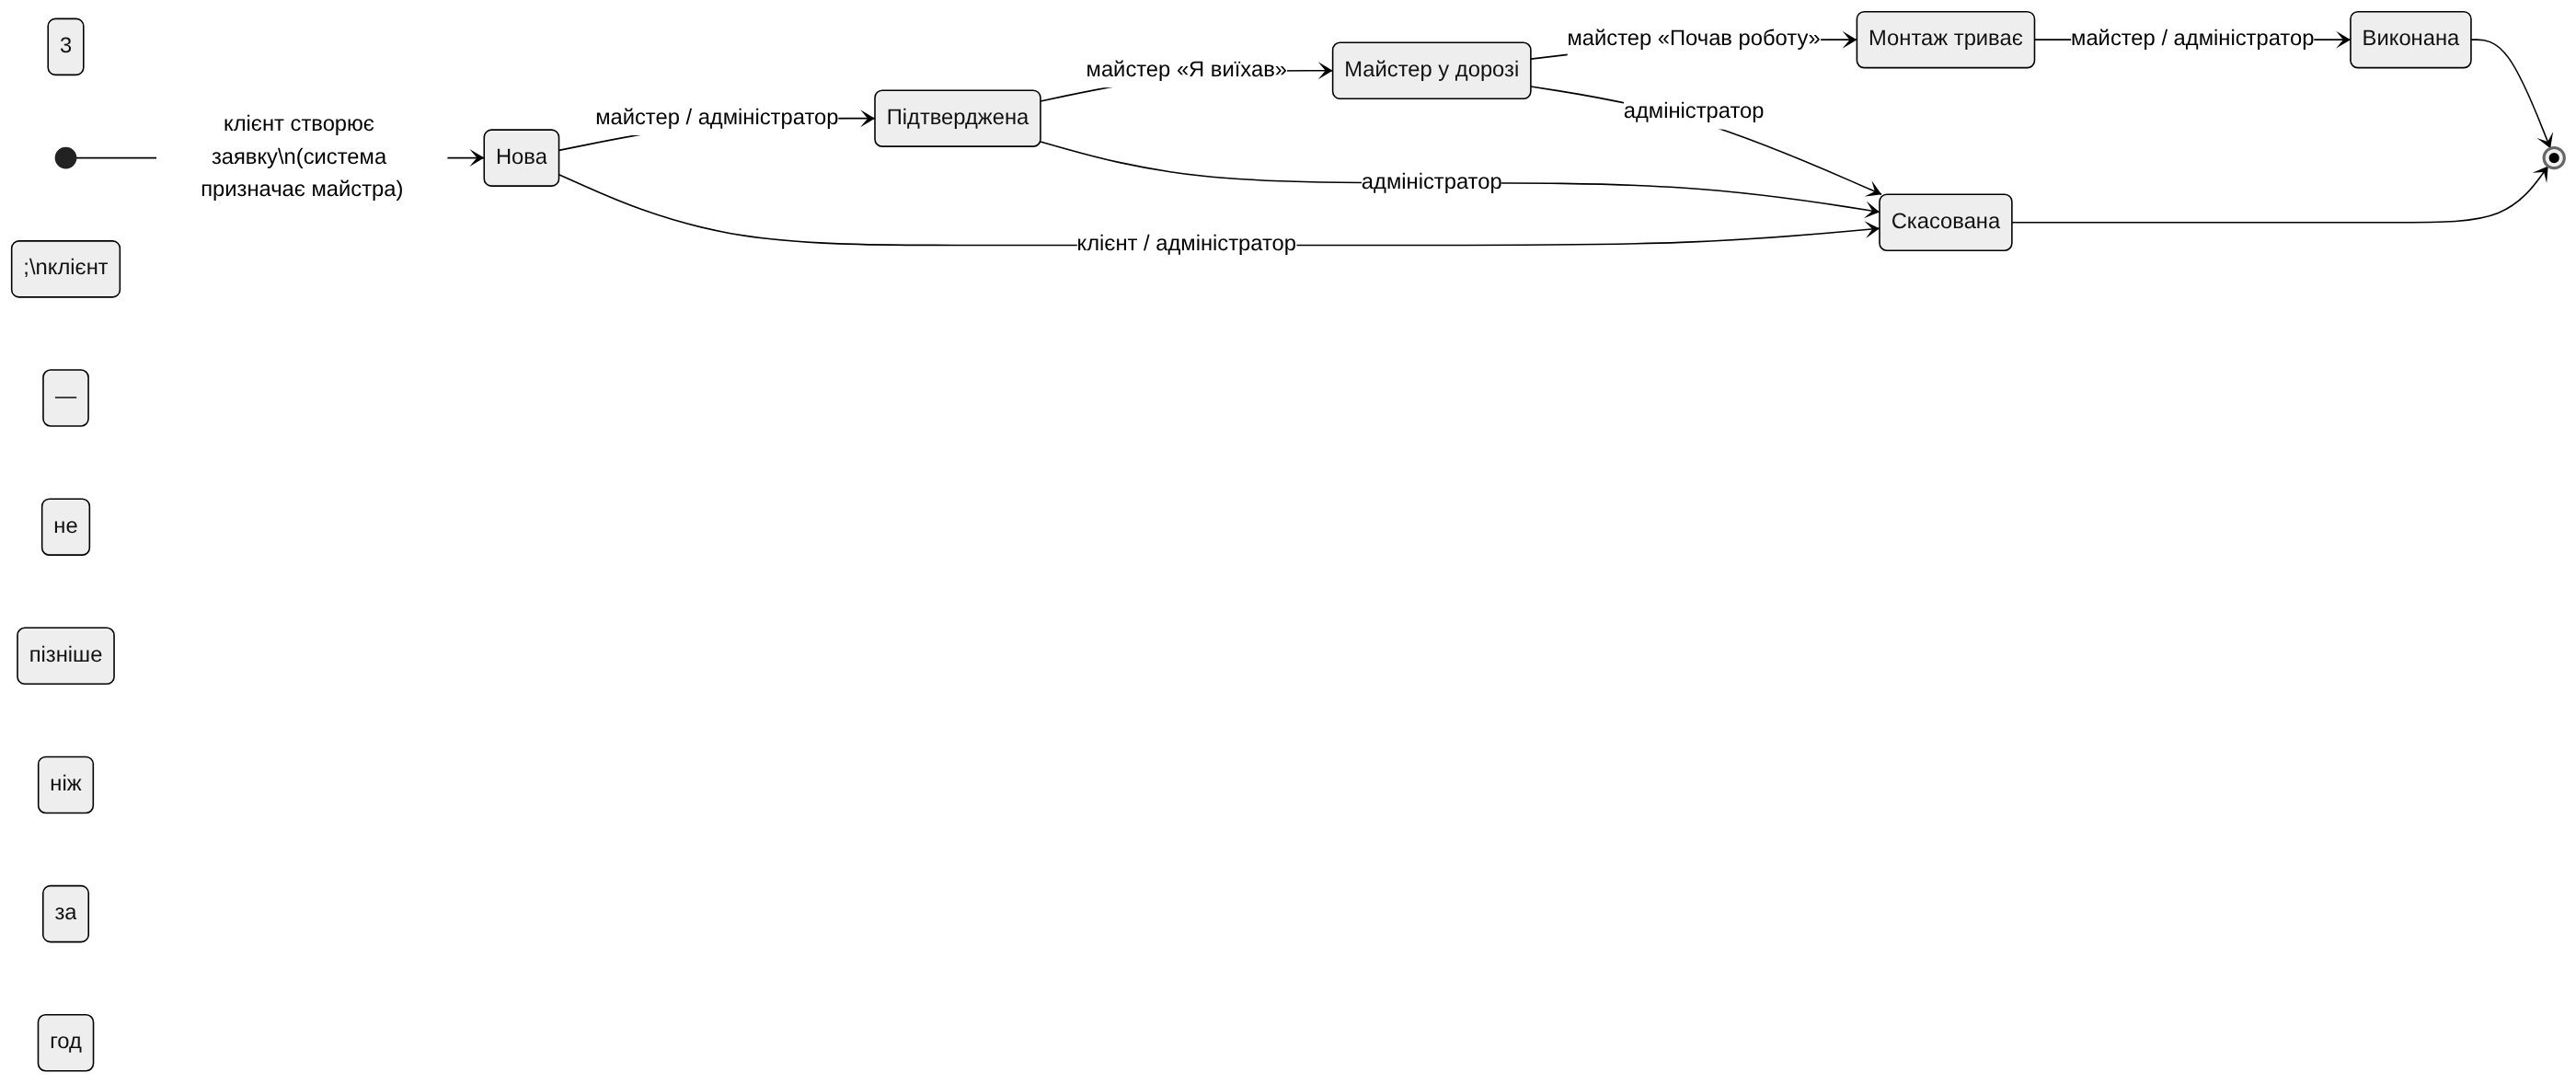 3
клієнт створює
заявку\n(система
призначає майстра)
Нова
майстер / адміністратор
Підтверджена
майстер «Я виїхав»
Майстер у дорозі
майстер «Почав роботу»
Монтаж триває
майстер / адміністратор
Виконана
адміністратор
адміністратор
клієнт / адміністратор
Скасована
;\nклієнт
—
не
пізніше
ніж
за
год